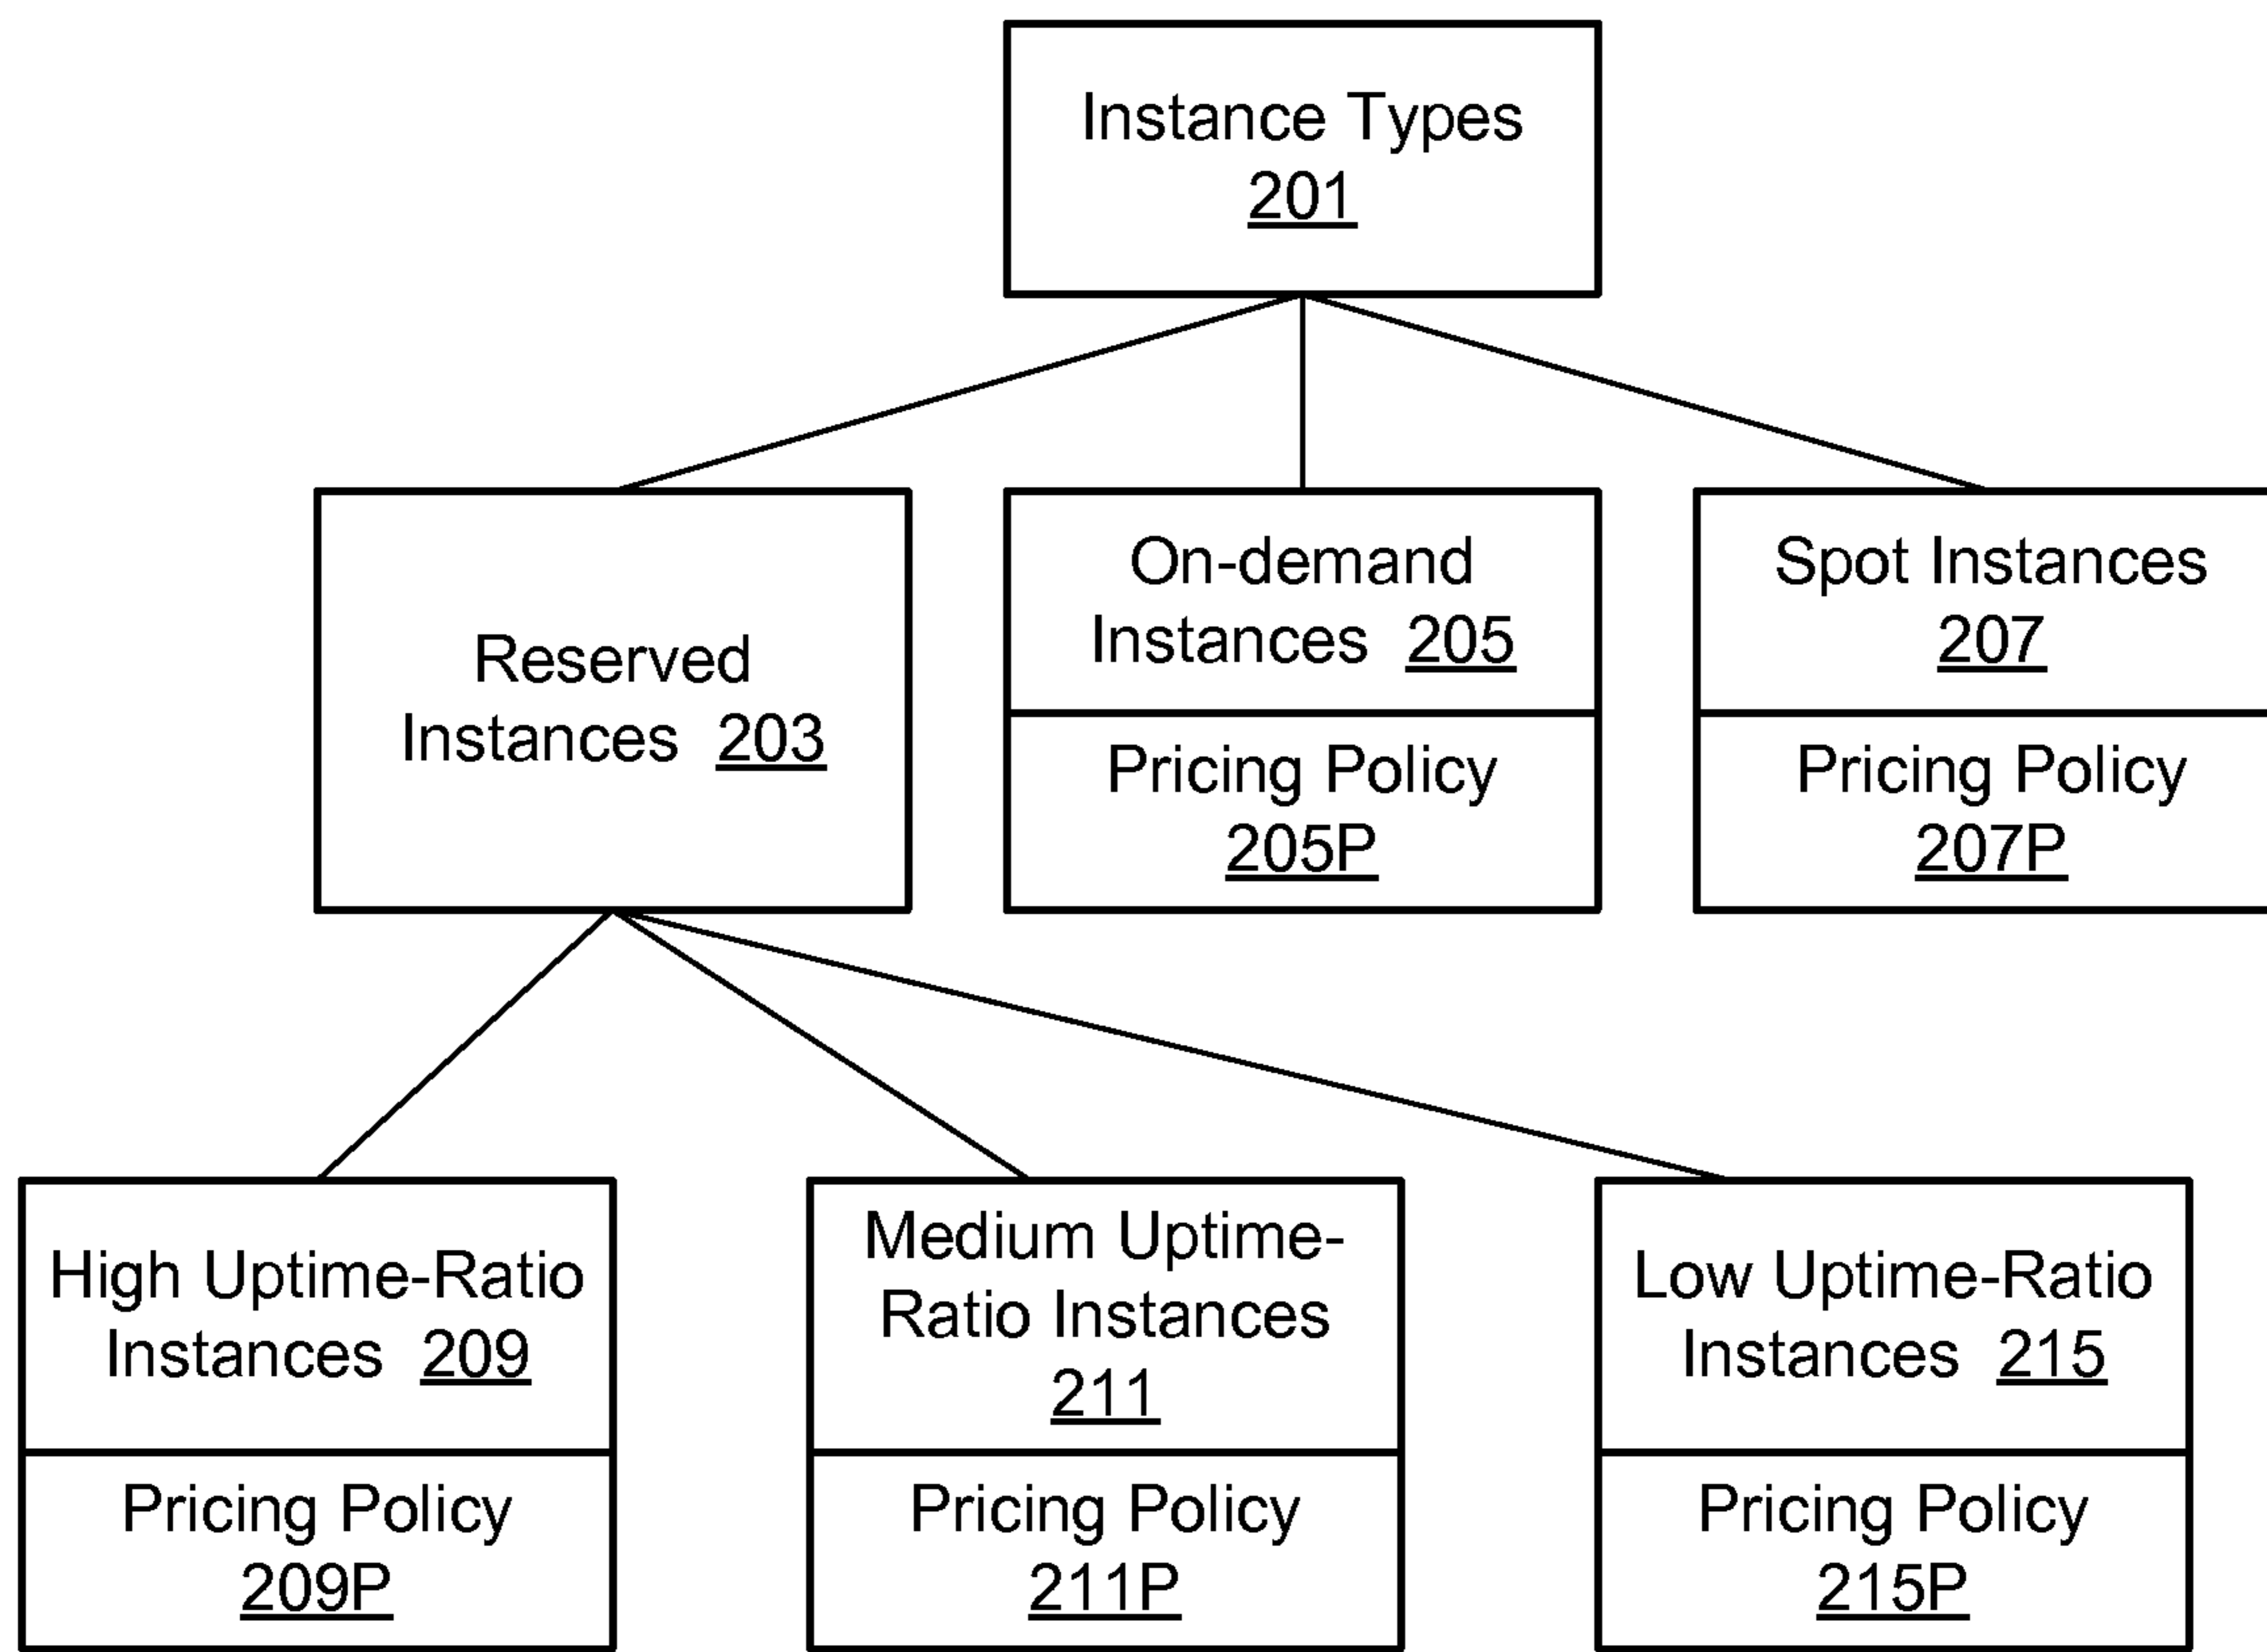 Instance Types
201
Reserved
Instances 203
On-demand
Instances 205
Pricing Policy
205P
Spot Instances
207
Pricing Policy
207P
High Uptime-Ratio
Instances 209
Pricing Policy
209P
Medium Uptime-
Ratio Instances
211
Pricing Policy
211P
Low Uptime-Ratio
Instances 215
Pricing Policy
215P